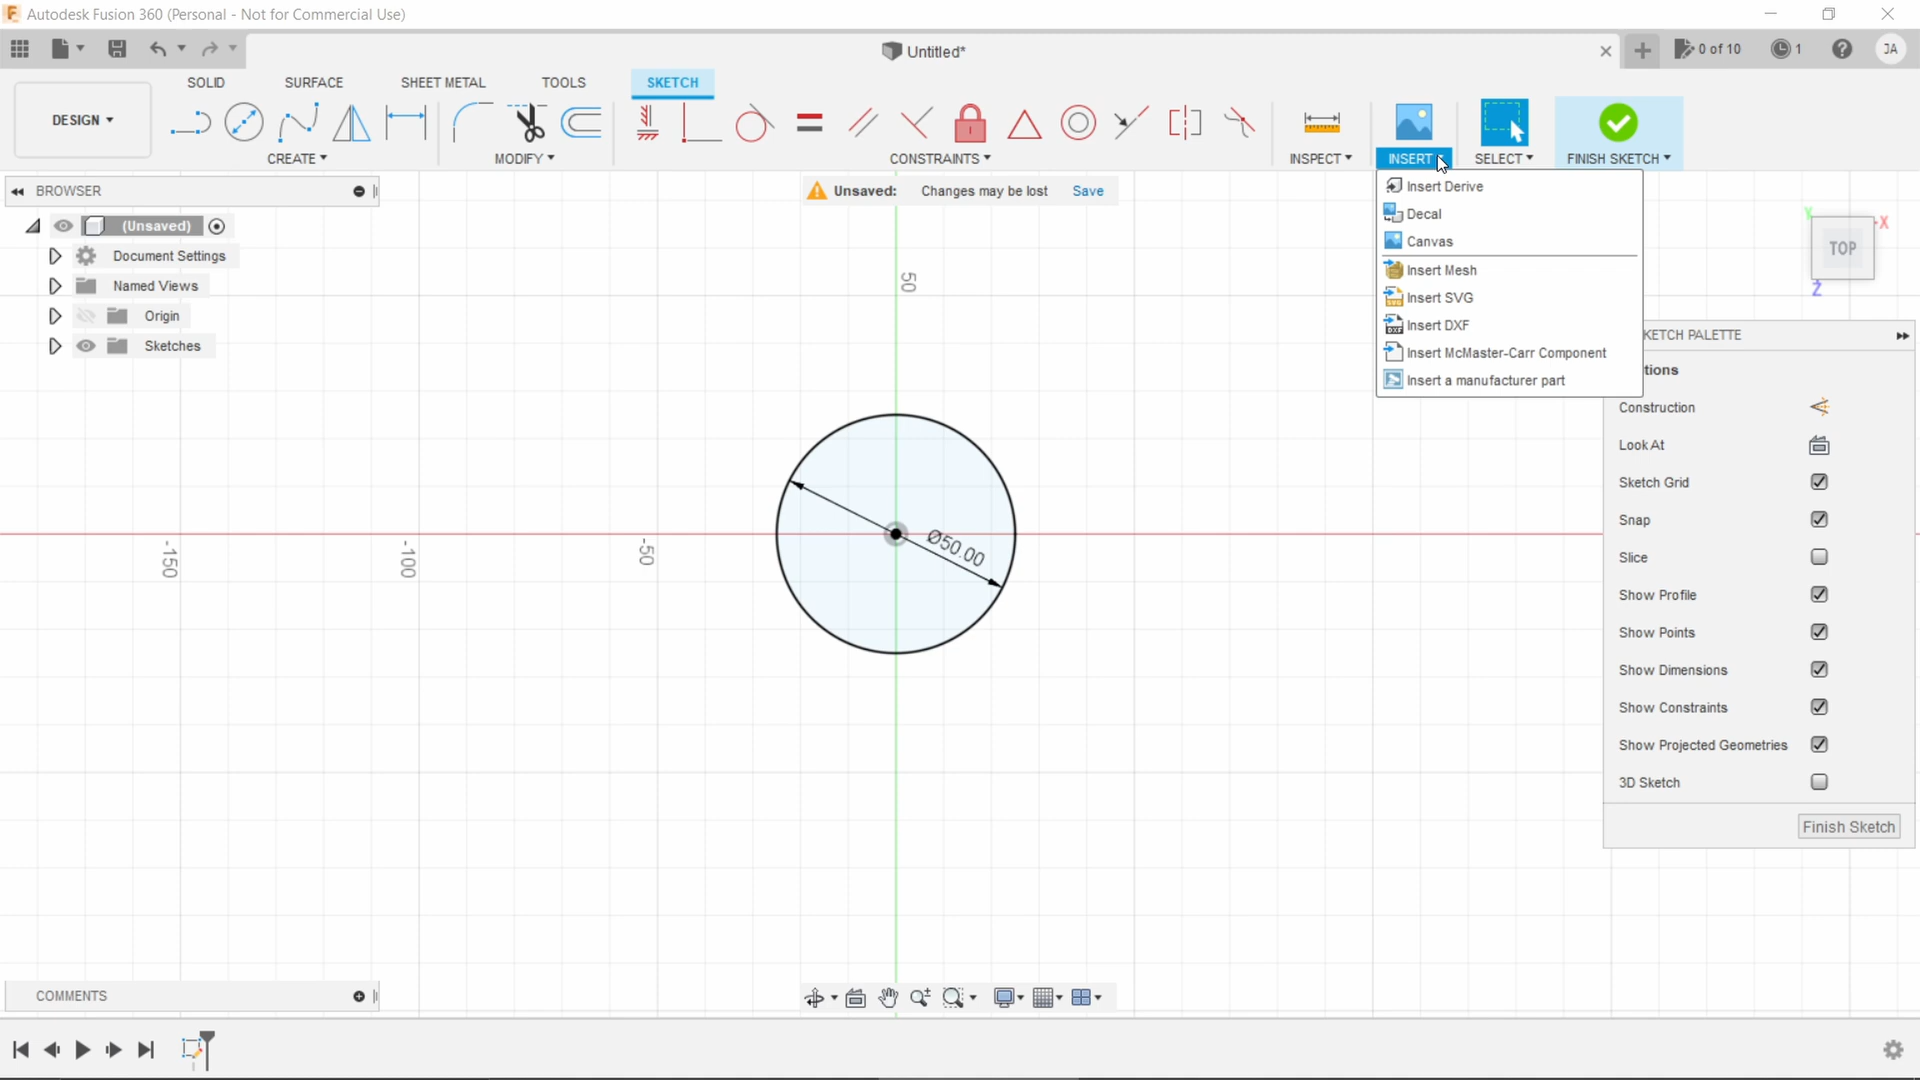 Autodesk Fusion 360 (Personal - Not for Commercial Use)
Untitled*
0 of 10
1
JA
DESIGN
SOLID
SURFACE
SHEET METAL
TOOLS
SKETCH
CREATE
MODIFY
CONSTRAINTS
INSPECT
INSERT
SELECT
FINISH SKETCH
BROWSER
(Unsaved)
Document Settings
Named Views
Origin
Sketches
Unsaved: Changes may be lost Save
Insert Derive
Decal
Canvas
Insert Mesh
Insert SVG
Insert DXF
Insert McMaster-Carr Component
Insert a manufacturer part
Y
X
TOP
Z
KETCH PALETTE
tions
Construction
Look At
Sketch Grid
Snap
Slice
Show Profile
Show Points
Show Dimensions
Show Constraints
Show Projected Geometries
3D Sketch
Finish Sketch
50
-150
-100
-50
Ø50.00
COMMENTS